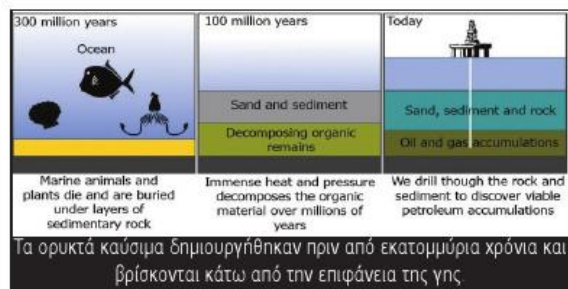 300 million years
Ocean
Marine animals and
plants die and are buried
under layers of
sedimentary rock
100 million years
Sand and sediment
Decomposing organic
remains
Immense heat and pressure
decomposes the organic
material over millions of
years
Today
Sand, sediment and rock
Oil and gas accumulations
We drill though the rock and
sediment to discover viable
petroleum accumulations
Τα ορυκτά καύσιμα δημιουργήθηκαν πριν από εκατομμύρια χρόνια και
βρίσκονται κάτω από την επιφάνεια της γης